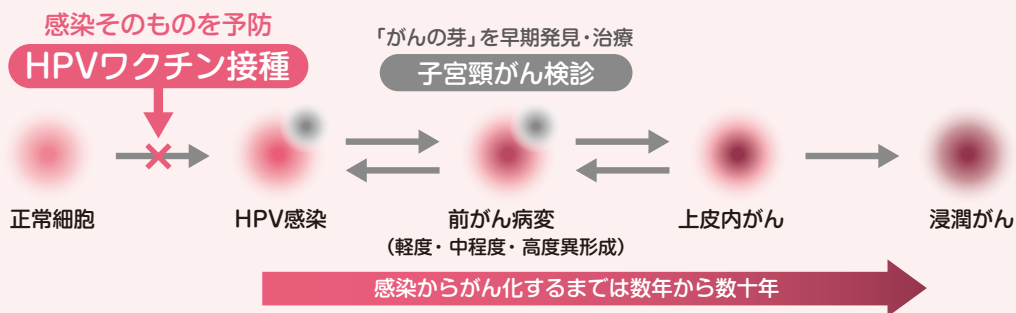 感染そのものを予防
HPVワクチン接種
「がんの芽」を早期発見・治療
子宮頸がん検診
正常細胞
HPV感染
前がん病変
（軽度・中程度・高度異形成）
上皮内がん
浸潤がん
感染からがん化するまでは数年から数十年